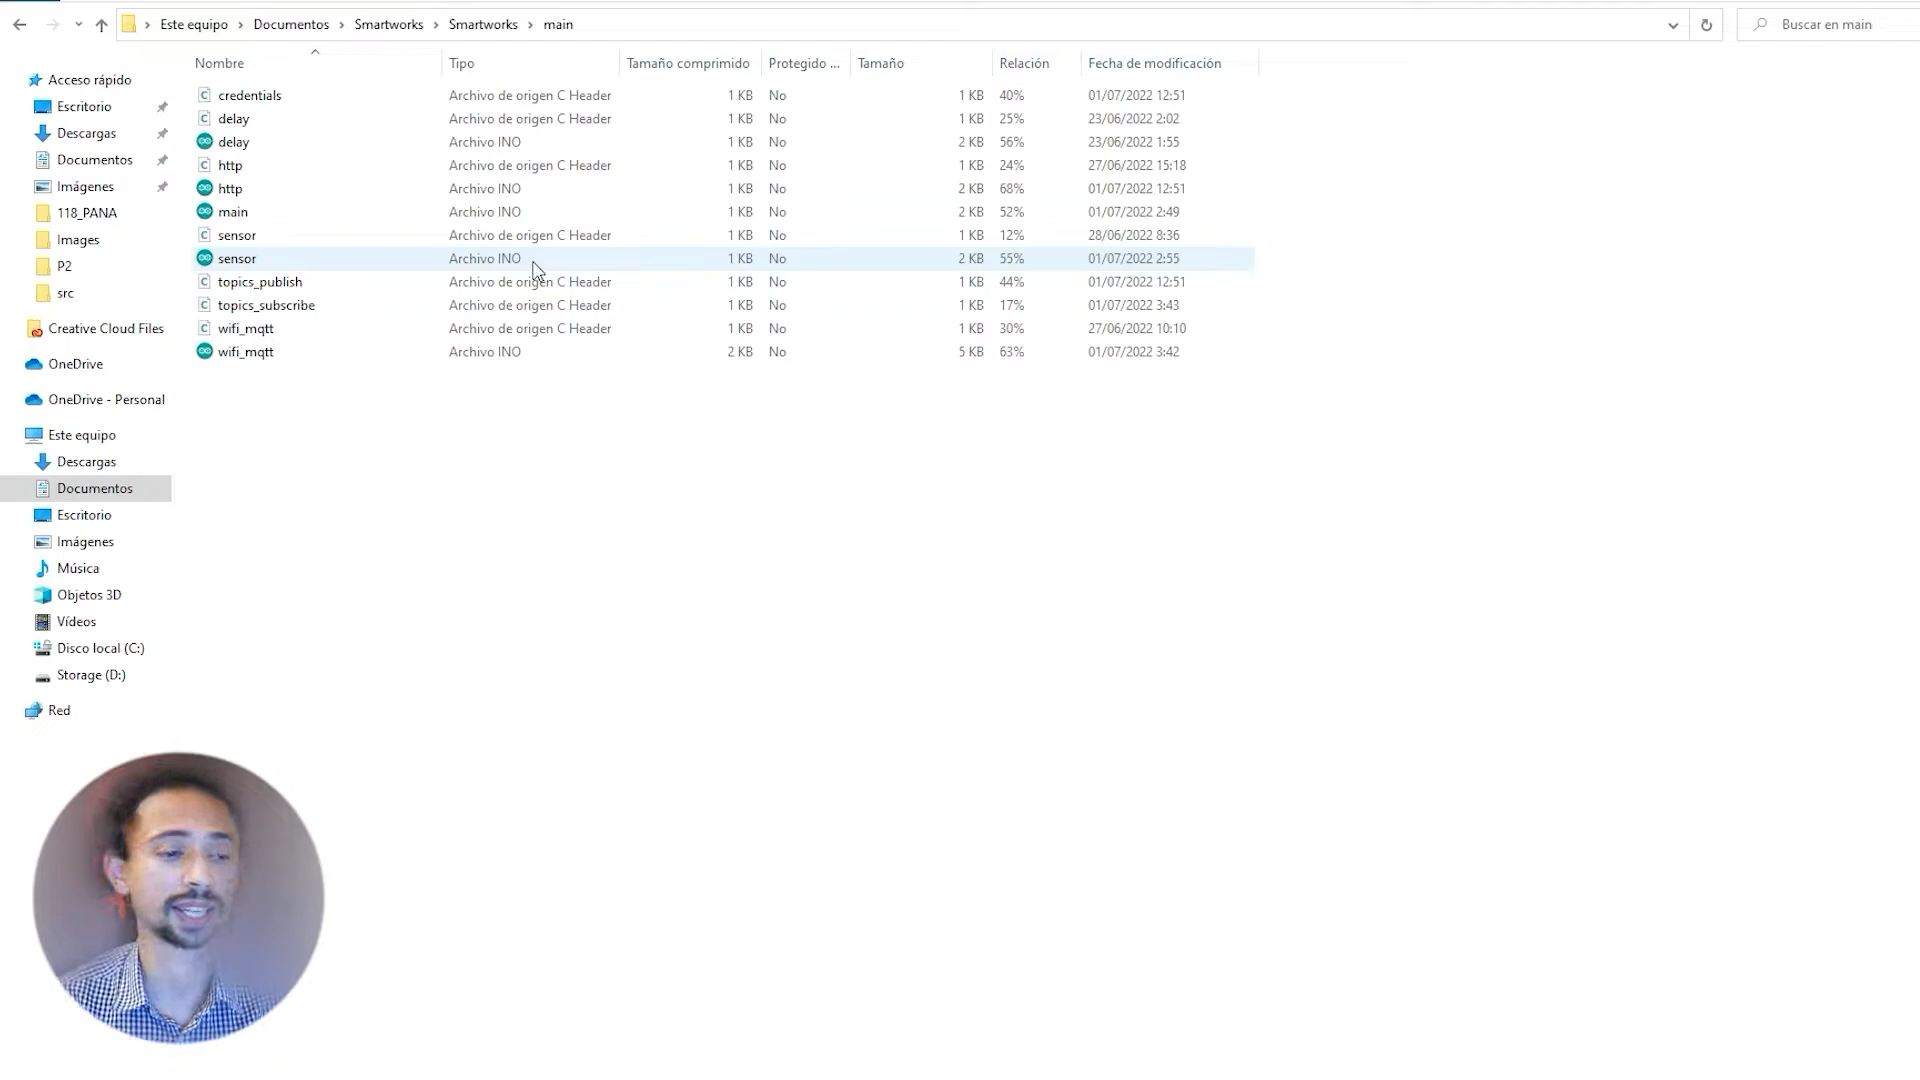 Este equipo > Documentos > Smartworks > Smartworks > main
Buscar en main
Nombre Tipo Tamaño comprimido Protegido ... Tamaño Relación Fecha de modificación
credentials Archivo de origen C Header 1 KB No 1 KB 40% 01/07/2022 12:51
delay Archivo de origen C Header 1 KB No 1 KB 25% 23/06/2022 2:02
delay Archivo INO 1 KB No 2 KB 56% 23/06/2022 1:55
http Archivo de origen C Header 1 KB No 1 KB 24% 27/06/2022 15:18
http Archivo INO 1 KB No 2 KB 68% 01/07/2022 12:51
main Archivo INO 1 KB No 2 KB 52% 01/07/2022 2:49
sensor Archivo de origen C Header 1 KB No 1 KB 12% 28/06/2022 8:36
sensor Archivo INO 1 KB No 2 KB 55% 01/07/2022 2:55
topics_publish Archivo de origen C Header 1 KB No 1 KB 44% 01/07/2022 12:51
topics_subscribe Archivo de origen C Header 1 KB No 1 KB 17% 01/07/2022 3:43
wifi_mqtt Archivo de origen C Header 1 KB No 1 KB 30% 27/06/2022 10:10
wifi_mqtt Archivo INO 2 KB No 5 KB 63% 01/07/2022 3:42
Acceso rápido
Escritorio
Descargas
Documentos
Imágenes
118_PANA
Images
P2
src
Creative Cloud Files
OneDrive
OneDrive - Personal
Este equipo
Descargas
Documentos
Escritorio
Imágenes
Música
Objetos 3D
Vídeos
Disco local (C:)
Storage (D:)
Red